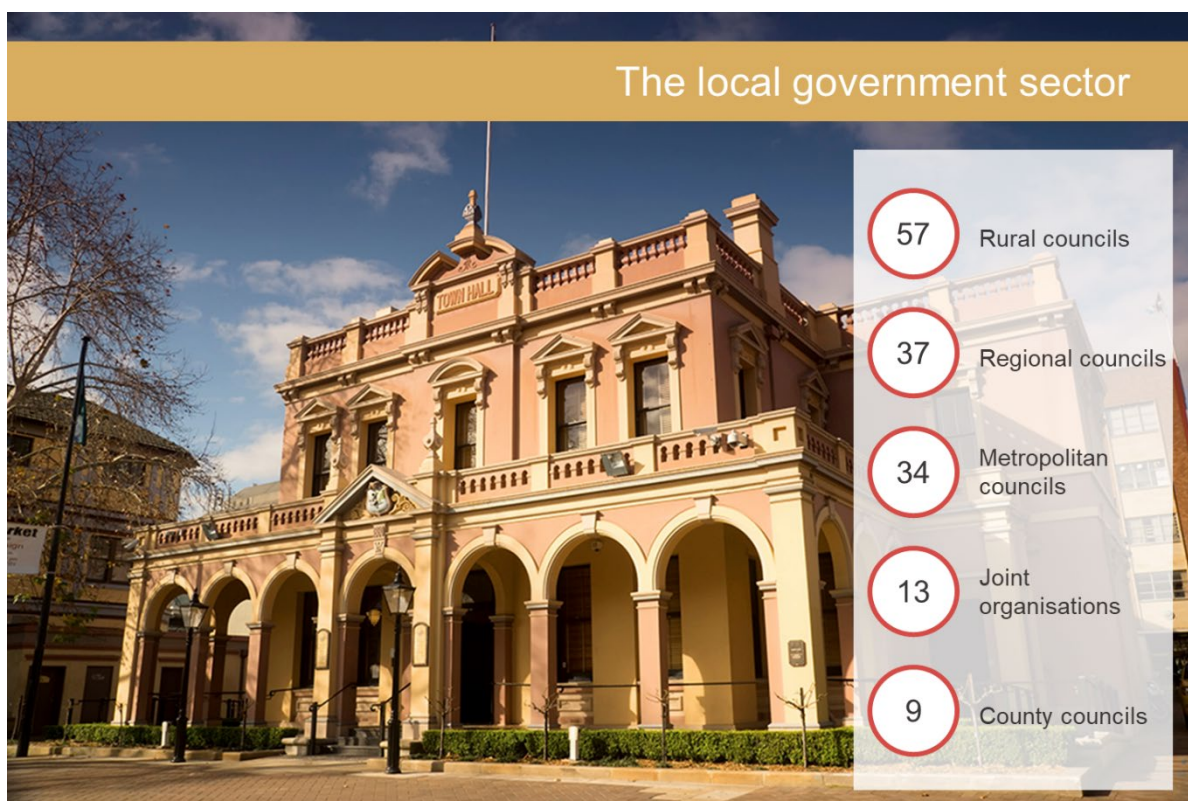 The local government sector
TOWN HALL
57
Rural councils
37
Regional councils
34
Metropolitan
councils
13
Joint
organisations
9
County councils